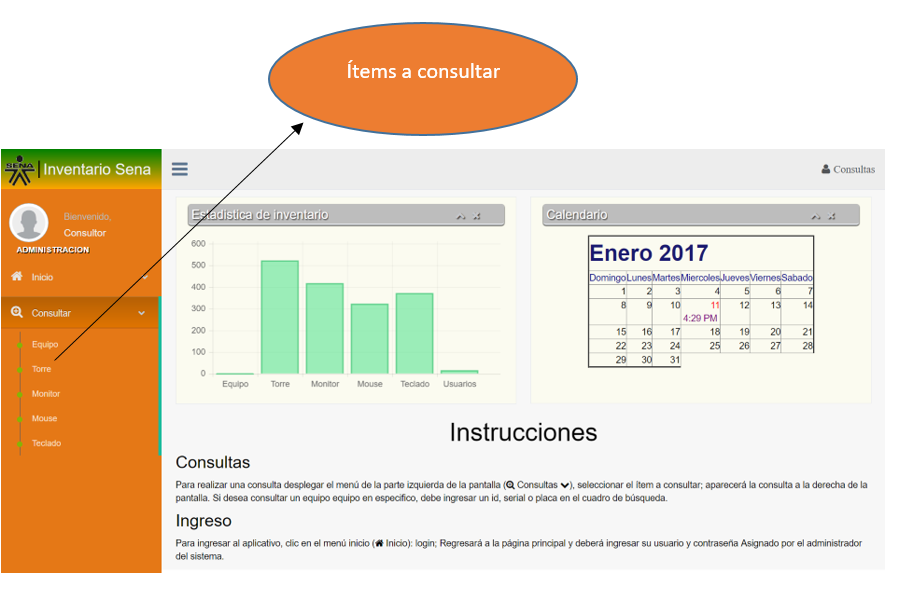 Ítems a consultar
SENA
Inventario Sena
Consultas
Bienvenido,
Consultor
ADMINISTRACION
Inicio
Consultar
Equipo
Torre
Monitor
Mouse
Teclado
Estadistica de inventario
600
500
400
300
200
100
0
Equipo Torre Monitor Mouse Teclado Usuarios
Calendario
Enero 2017
Domingo Lunes Martes Miercoles Jueves Viernes Sabado
1 2 3 4 5 6 7
8 9 10 11 12 13 14
4:29 PM
15 16 17 18 19 20 21
22 23 24 25 26 27 28
29 30 31
Instrucciones
Consultas
Para realizar una consulta desplegar el menú de la parte izquierda de la pantalla ( Consultas ), seleccionar el ítem a consultar; aparecerá la consulta a la derecha de la
pantalla. Si desea consultar un equipo equipo en especifico, debe ingresar un id, serial o placa en el cuadro de búsqueda.
Ingreso
Para ingresar al aplicativo, clic en el menú inicio ( Inicio): login; Regresará a la página principal y deberá ingresar su usuario y contraseña Asignado por el administrador
del sistema.